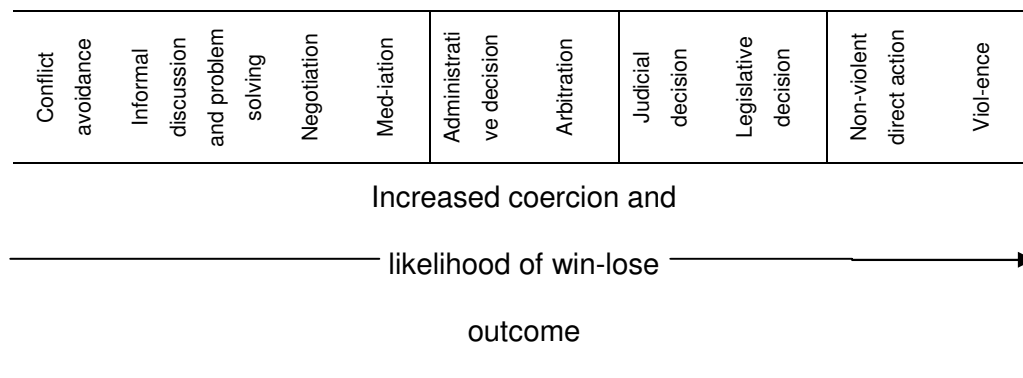 Conflict
avoidance
Informal
discussion
and problem
solving
Negotiation
Med-iation
Administrati
ve decision
Arbitration
Judicial
decision
Legislative
decision
Non-violent
direct action
Viol-ence
Increased coercion and
likelihood of win-lose
outcome